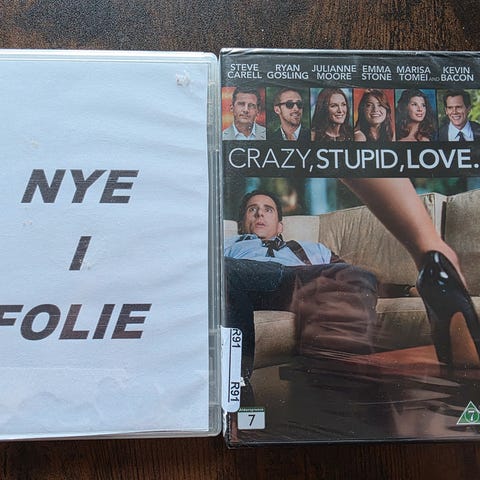 NYE
I
FOLIE
STEVE CARELL RYAN GOSLING JULIANNE MOORE EMMA STONE MARISA TOMEI AND KEVIN BACON
CRAZY, STUPID, LOVE.
R91
R91
Aldersgrense
7
7